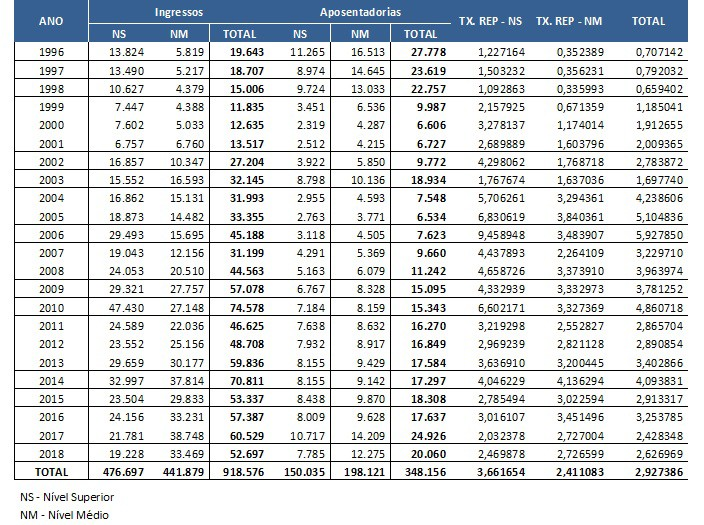 Ingressos Aposentadorias
ANO TX. REP - NS TX. REP - NM TOTAL
NS NM TOTAL NS NM TOTAL
1996 13.824 5.819 19.643 11.265 16.513 27.778 1,227164 0,352389 0,707142
1997 13.490 5.217 18.707 8.974 14.645 23.619 1,503232 0,356231 0,792032
1998 10.627 4.379 15.006 9.724 13.033 22.757 1,092863 0,335993 0,659402
1999 7.447 4.388 11.835 3.451 6.536 9.987 2,157925 0,671359 1,185041
2000 7.602 5.033 12.635 2.319 4.287 6.606 3,278137 1,174014 1,912655
2001 6.757 6.760 13.517 2.512 4.215 6.727 2,689889 1,603796 2,009365
2002 16.857 10.347 27.204 3.922 5.850 9.772 4,298062 1,768718 2,783872
2003 15.552 16.593 32.145 8.798 10.136 18.934 1,767674 1,637036 1,697740
2004 16.862 15.131 31.993 2.955 4.593 7.548 5,706261 3,294361 4,238606
2005 18.873 14.482 33.355 2.763 3.771 6.534 6,830619 3,840361 5,104836
2006 29.493 15.695 45.188 3.118 4.505 7.623 9,458948 3,483907 5,927850
2007 19.043 12.156 31.199 4.291 5.369 9.660 4,437893 2,264109 3,229710
2008 24.053 20.510 44.563 5.163 6.079 11.242 4,658726 3,373910 3,963974
2009 29.321 27.757 57.078 6.767 8.328 15.095 4,332939 3,332973 3,781252
2010 47.430 27.148 74.578 7.184 8.159 15.343 6,602171 3,327369 4,860718
2011 24.589 22.036 46.625 7.638 8.632 16.270 3,219298 2,552827 2,865704
2012 23.552 25.156 48.708 7.932 8.917 16.849 2,969239 2,821128 2,890854
2013 29.659 30.177 59.836 8.155 9.429 17.584 3,636910 3,200445 3,402866
2014 32.997 37.814 70.811 8.155 9.142 17.297 4,046229 4,136294 4,093831
2015 23.504 29.833 53.337 8.438 9.870 18.308 2,785494 3,022594 2,913317
2016 24.156 33.231 57.387 8.009 9.628 17.637 3,016107 3,451496 3,253785
2017 21.781 38.748 60.529 10.717 14.209 24.926 2,032378 2,727004 2,428348
2018 19.228 33.469 52.697 7.785 12.275 20.060 2,469878 2,726599 2,626969
TOTAL 476.697 441.879 918.576 150.035 198.121 348.156 3,661654 2,411083 2,927386
NS - Nível Superior
NM - Nível Médio